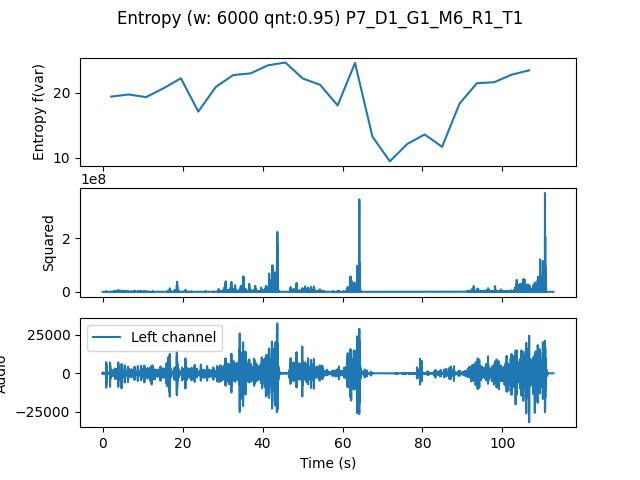 Entropy (w: 6000 qnt:0.95) P7_D1_G1_M6_R1_T1
Entropy f(var)
20
10
1e8
Squared
2
0
Audio
Left channel
25000
0
−25000
0 20 40 60 80 100
Time (s)